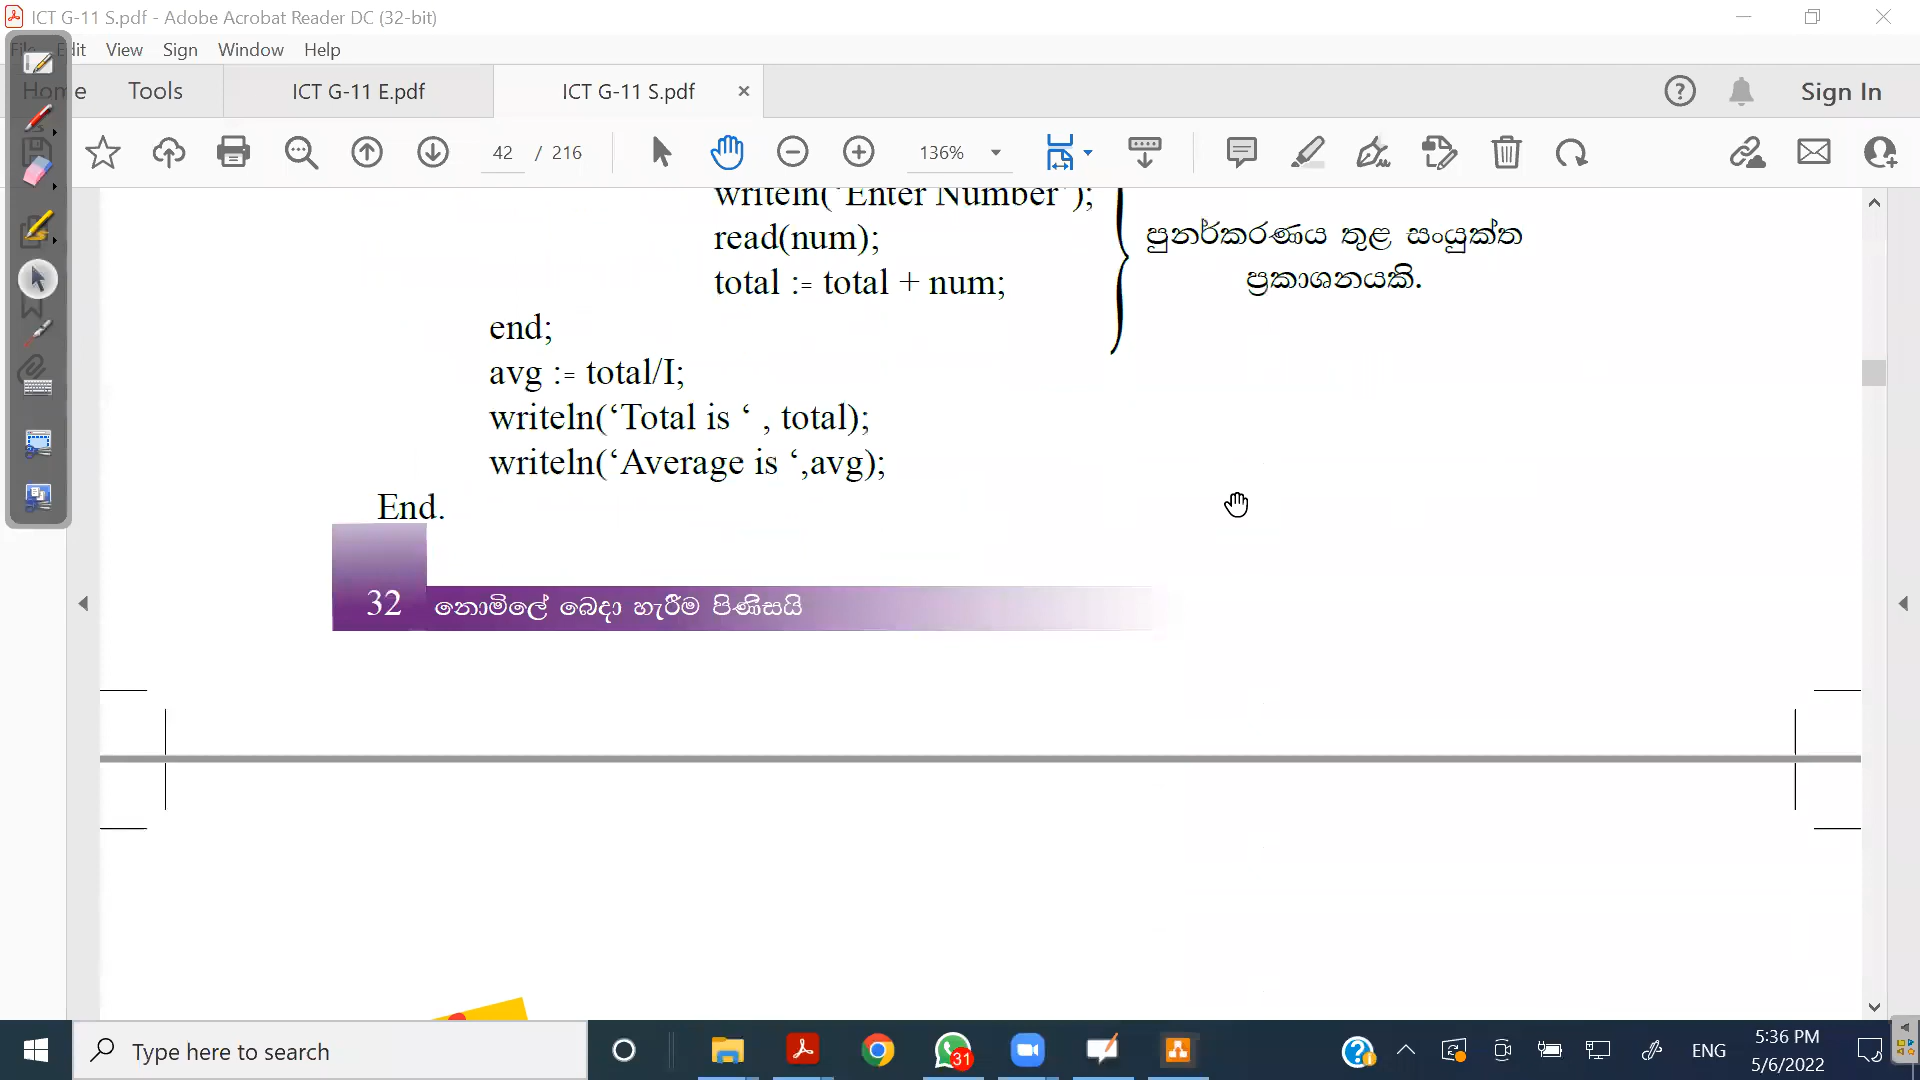 ICT G-11 S.pdf - Adobe Acrobat Reader DC (32-bit)
File Edit View Sign Window Help
Home Tools ICT G-11 E.pdf ICT G-11 S.pdf × Sign In
42 / 216 136%
writeln(‘Enter Number’);
read(num);
total := total + num;
පුනර්කරණය තුළ සංයුක්ත
ප්‍රකාශනයකි.
end;
avg := total/I;
writeln(‘Total is ‘ , total);
writeln(‘Average is ‘,avg);
End.
32 නොමිලේ බෙදා හැරීම පිණිසයි
Type here to search
31
ENG
5:36 PM
5/6/2022